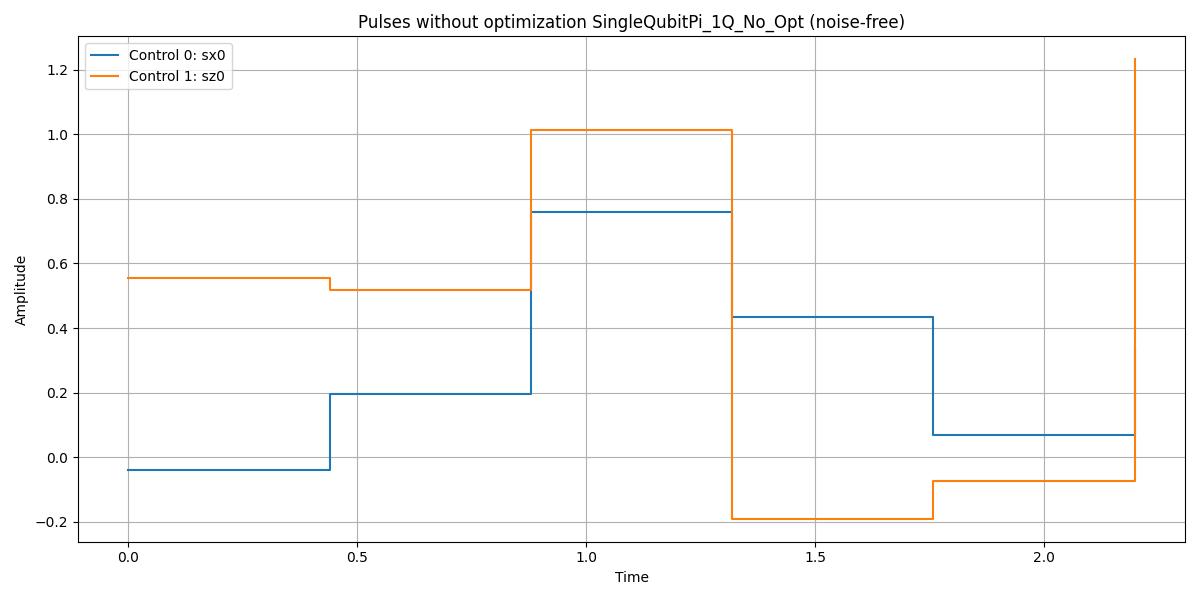 Pulses without optimization SingleQubitPi_1Q_No_Opt (noise-free)
Control 0: sx0
Control 1: sz0
Amplitude
1.2
1.0
0.8
0.6
0.4
0.2
0.0
−0.2
0.0 0.5 1.0 1.5 2.0
Time